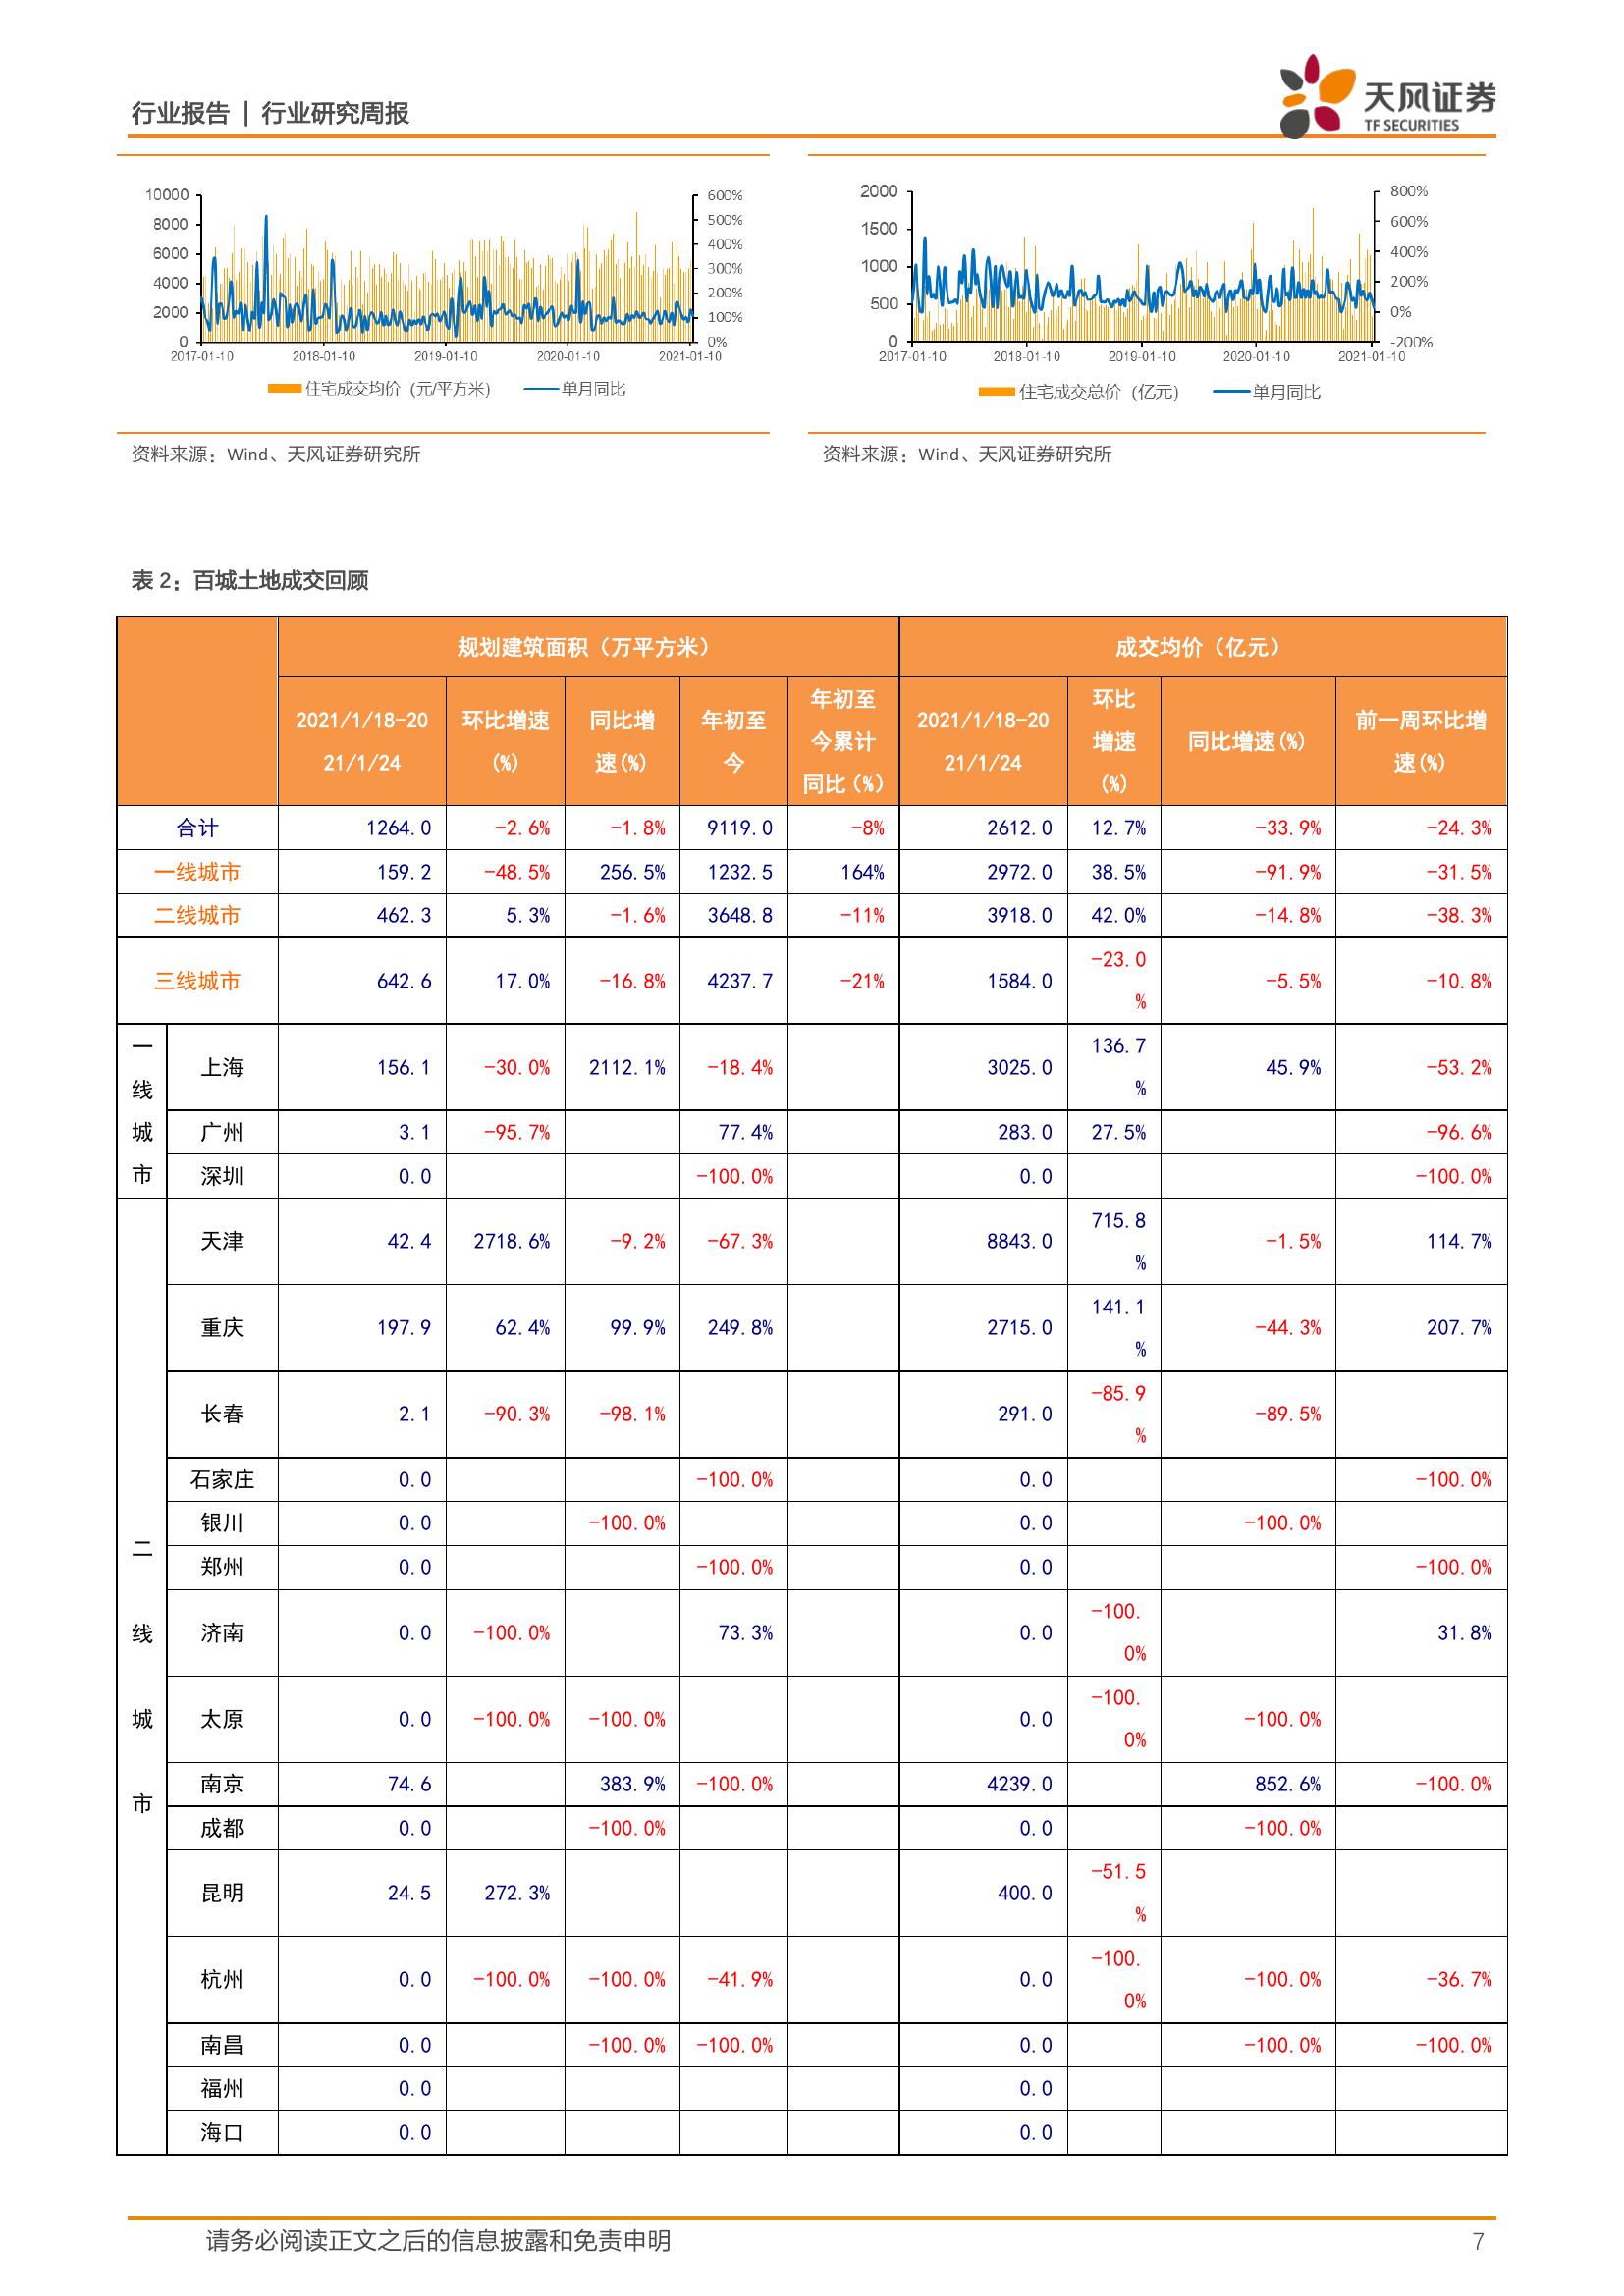 行业报告 | 行业研究周报
天风证券
TF SECURITIES
10000
8000
6000
4000
2000
0
600%
500%
400%
300%
200%
100%
0%
2017-01-10 2018-01-10 2019-01-10 2020-01-10 2021-01-10
住宅成交均价 (元/平方米) 单月同比
2000
1500
1000
500
0
800%
600%
400%
200%
0%
-200%
2017-01-10 2018-01-10 2019-01-10 2020-01-10 2021-01-10
住宅成交总价 (亿元) 单月同比
资料来源：Wind、天风证券研究所
资料来源：Wind、天风证券研究所
表 2：百城土地成交回顾
规划建筑面积（万平方米） 成交均价（亿元）
2021/1/18-2021/1/24 环比增速(%) 同比增速(%) 年初至今 年初至今累计同比(%) 2021/1/18-2021/1/24 环比增速(%) 同比增速(%) 前一周环比增速(%)
合计 1264.0 -2.6% -1.8% 9119.0 -8% 2612.0 12.7% -33.9% -24.3%
一线城市 159.2 -48.5% 256.5% 1232.5 164% 2972.0 38.5% -91.9% -31.5%
二线城市 462.3 5.3% -1.6% 3648.8 -11% 3918.0 42.0% -14.8% -38.3%
三线城市 642.6 17.0% -16.8% 4237.7 -21% 1584.0 -23.0% -5.5% -10.8%
一线城市
上海 156.1 -30.0% 2112.1% -18.4% 3025.0 136.7% 45.9% -53.2%
广州 3.1 -95.7% 77.4% 283.0 27.5% -96.6%
深圳 0.0 -100.0% 0.0 -100.0%
二线城市
天津 42.4 2718.6% -9.2% -67.3% 8843.0 715.8% -1.5% 114.7%
重庆 197.9 62.4% 99.9% 249.8% 2715.0 141.1% -44.3% 207.7%
长春 2.1 -90.3% -98.1% 291.0 -85.9% -89.5%
石家庄 0.0 -100.0% 0.0 -100.0%
银川 0.0 -100.0% 0.0 -100.0%
郑州 0.0 -100.0% 0.0 -100.0%
济南 0.0 -100.0% 73.3% 0.0 -100.0% 31.8%
太原 0.0 -100.0% -100.0% 0.0 -100.0% -100.0%
南京 74.6 383.9% -100.0% 4239.0 852.6% -100.0%
成都 0.0 -100.0% 0.0 -100.0%
昆明 24.5 272.3% 400.0 -51.5%
杭州 0.0 -100.0% -100.0% -41.9% 0.0 -100.0% -100.0% -36.7%
南昌 0.0 -100.0% -100.0% 0.0 -100.0% -100.0%
福州 0.0 0.0
海口 0.0 0.0
请务必阅读正文之后的信息披露和免责申明 7